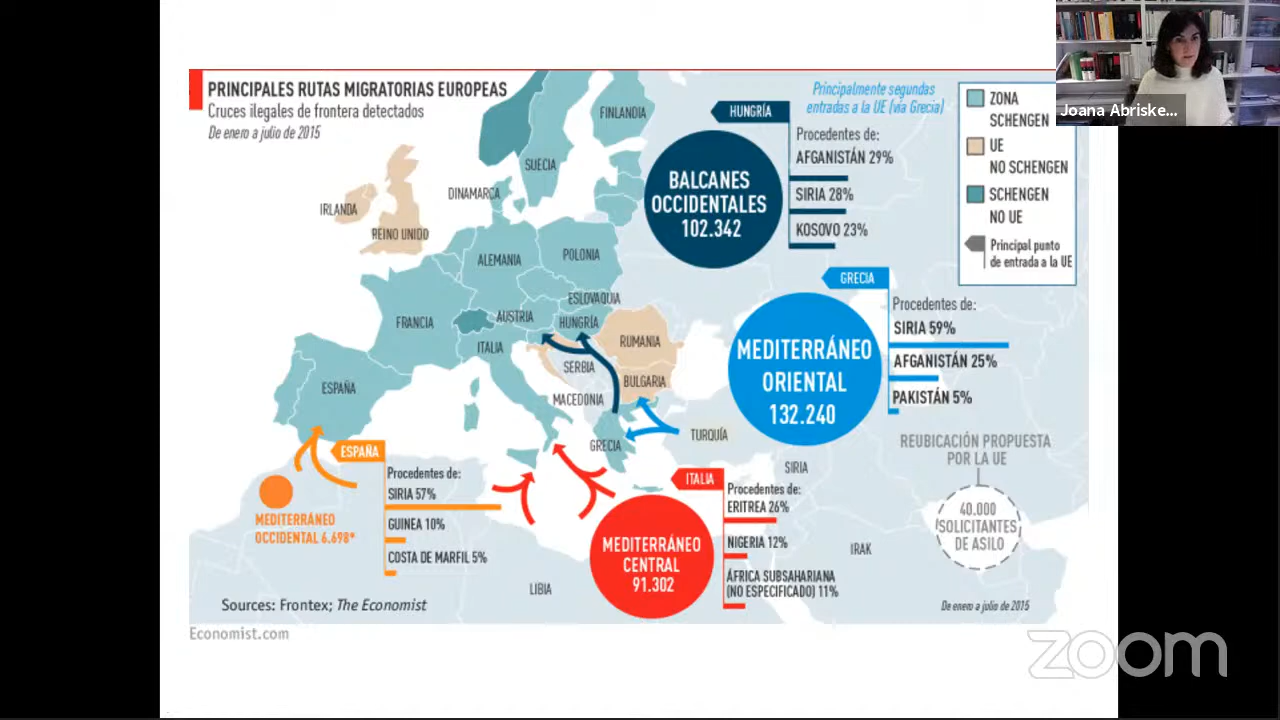 PRINCIPALES RUTAS MIGRATORIAS EUROPEAS
Cruces ilegales de frontera detectados
De enero a julio de 2015
Principalmente segundas
entradas a la UE (vía Grecia)
ZONA
SCHENGEN
UE
NO SCHENGEN
SCHENGEN
NO UE
Principal punto
de entrada a la UE
Joana Abriske...
HUNGRÍA
Procedentes de:
AFGANISTÁN 29%
SIRIA 28%
KOSOVO 23%
BALCANES
OCCIDENTALES
102.342
FINLANDIA
SUECIA
DINAMARCA
IRLANDA
REINO UNIDO
ALEMANIA
POLONIA
ESLOVAQUIA
AUSTRIA
HUNGRÍA
FRANCIA
ITALIA
RUMANIA
SERBIA
BULGARIA
ESPAÑA
MACEDONIA
GRECIA
TURQUÍA
SIRIA
IRAK
LIBIA
GRECIA
Procedentes de:
SIRIA 59%
AFGANISTÁN 25%
PAKISTÁN 5%
MEDITERRÁNEO
ORIENTAL
132.240
REUBICACIÓN PROPUESTA
POR LA UE
40.000
SOLICITANTES
DE ASILO
De enero a julio de 2015
ESPAÑA
Procedentes de:
SIRIA 57%
GUINEA 10%
COSTA DE MARFIL 5%
MEDITERRÁNEO
OCCIDENTAL 6.698*
ITALIA
Procedentes de:
ERITREA 26%
NIGERIA 12%
ÁFRICA SUBSAHARIANA
(NO ESPECIFICADO) 11%
MEDITERRÁNEO
CENTRAL
91.302
Sources: Frontex; The Economist
Economist.com
zoom